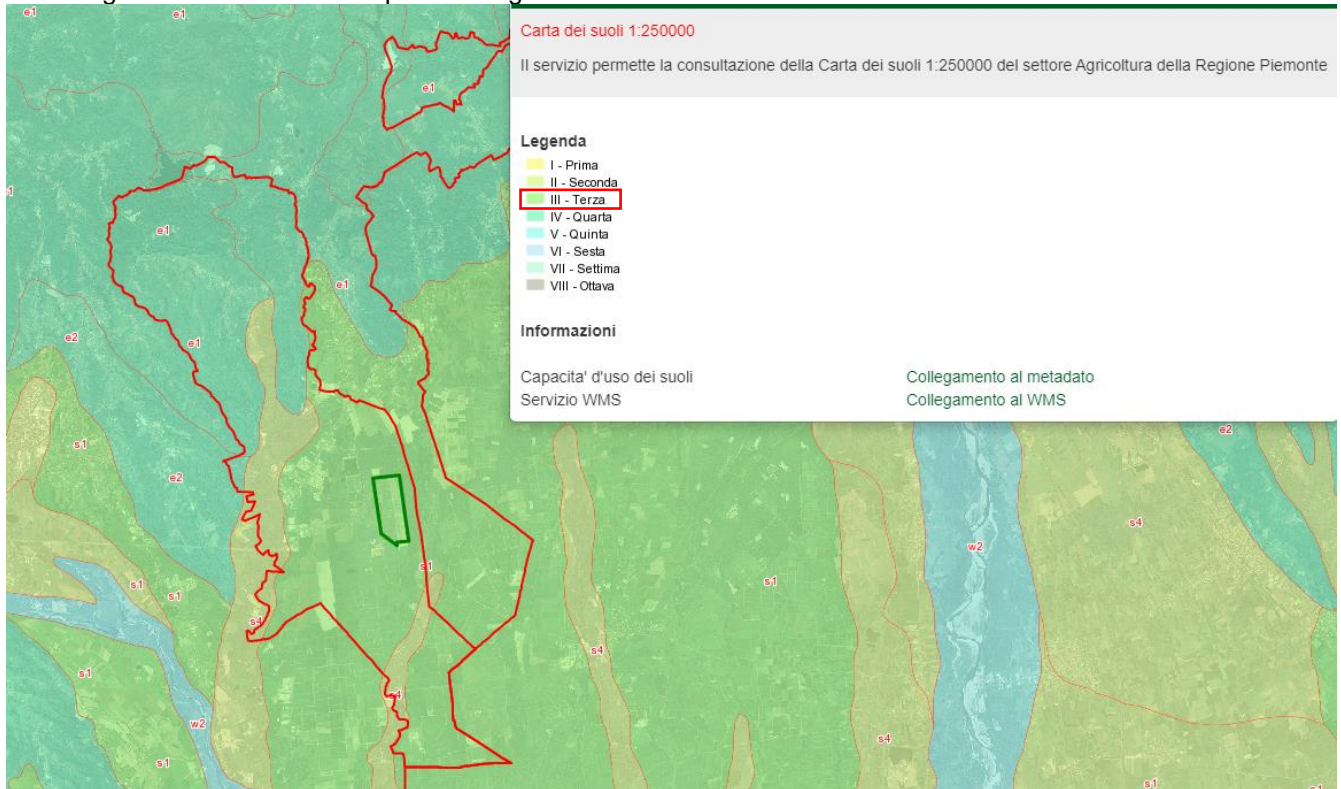 Carta dei suoli 1:250000
Il servizio permette la consultazione della Carta dei suoli 1:250000 del settore Agricoltura della Regione Piemonte
Legenda
I - Prima
II - Seconda
III - Terza
IV - Quarta
V - Quinta
VI - Sesta
VII - Settima
VIII - Ottava
Informazioni
Capacita' d'uso dei suoli
Collegamento al metadato
Servizio WMS
Collegamento al WMS
e1
e1
e1
e1
e1
e2
e1
e2
s1
e2
s4
w2
s1
s1
s1
s1
s4
s4
s1
s4
w2
s4
s1
s1